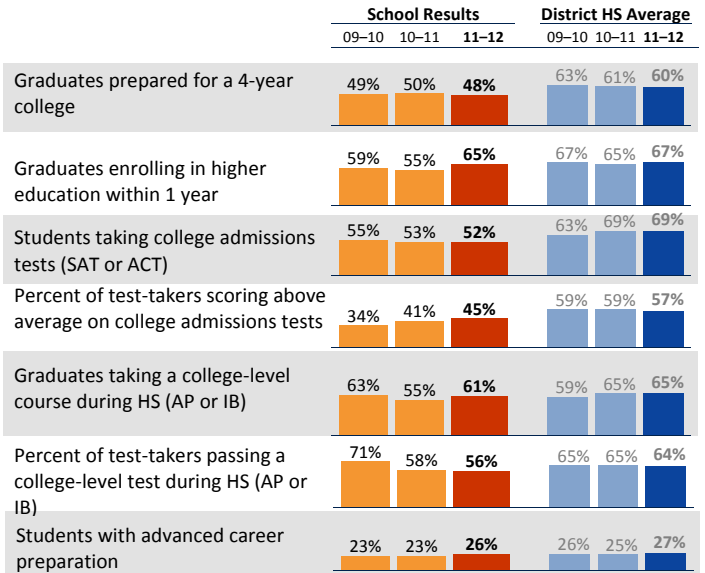 School Results District HS Average
09–10 10–11 11–12 09–10 10–11 11–12
Graduates prepared for a 4-year
college
49% 50% 48% 63% 61% 60%
Graduates enrolling in higher
education within 1 year
59% 55% 65% 67% 65% 67%
Students taking college admissions
tests (SAT or ACT)
55% 53% 52% 63% 69% 69%
Percent of test-takers scoring above
average on college admissions tests
34% 41% 45% 59% 59% 57%
Graduates taking a college-level
course during HS (AP or IB)
63% 55% 61% 59% 65% 65%
Percent of test-takers passing a
college-level test during HS (AP or
IB)
71% 58% 56% 65% 65% 64%
Students with advanced career
preparation
23% 23% 26% 26% 25% 27%